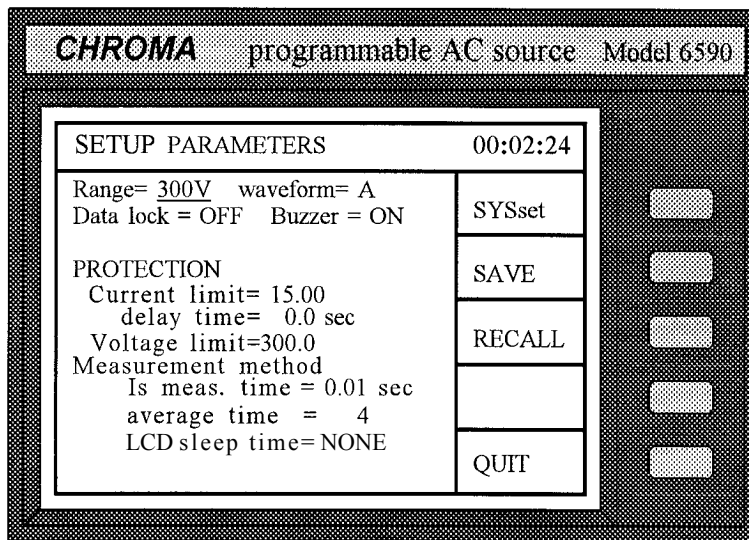 CHROMA programmable AC source Model 6590
SETUP PARAMETERS 00:02:24
Range= 300V waveform= A
Data lock = OFF Buzzer = ON
PROTECTION
Current limit= 15.00
delay time= 0.0 sec
Voltage limit=300.0
Measurement method
Is meas. time = 0.01 sec
average time = 4
LCD sleep time= NONE
SYSset
SAVE
RECALL
QUIT